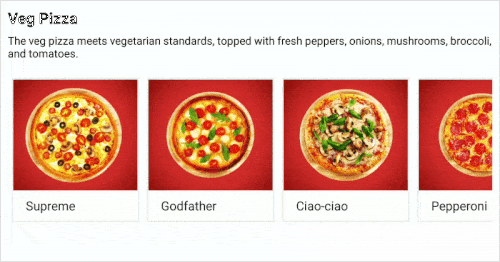 Veg Pizza
The veg pizza meets vegetarian standards, topped with fresh peppers, onions, mushrooms, broccoli,
and tomatoes.
Supreme
Godfather
Ciao-ciao
Pepperoni